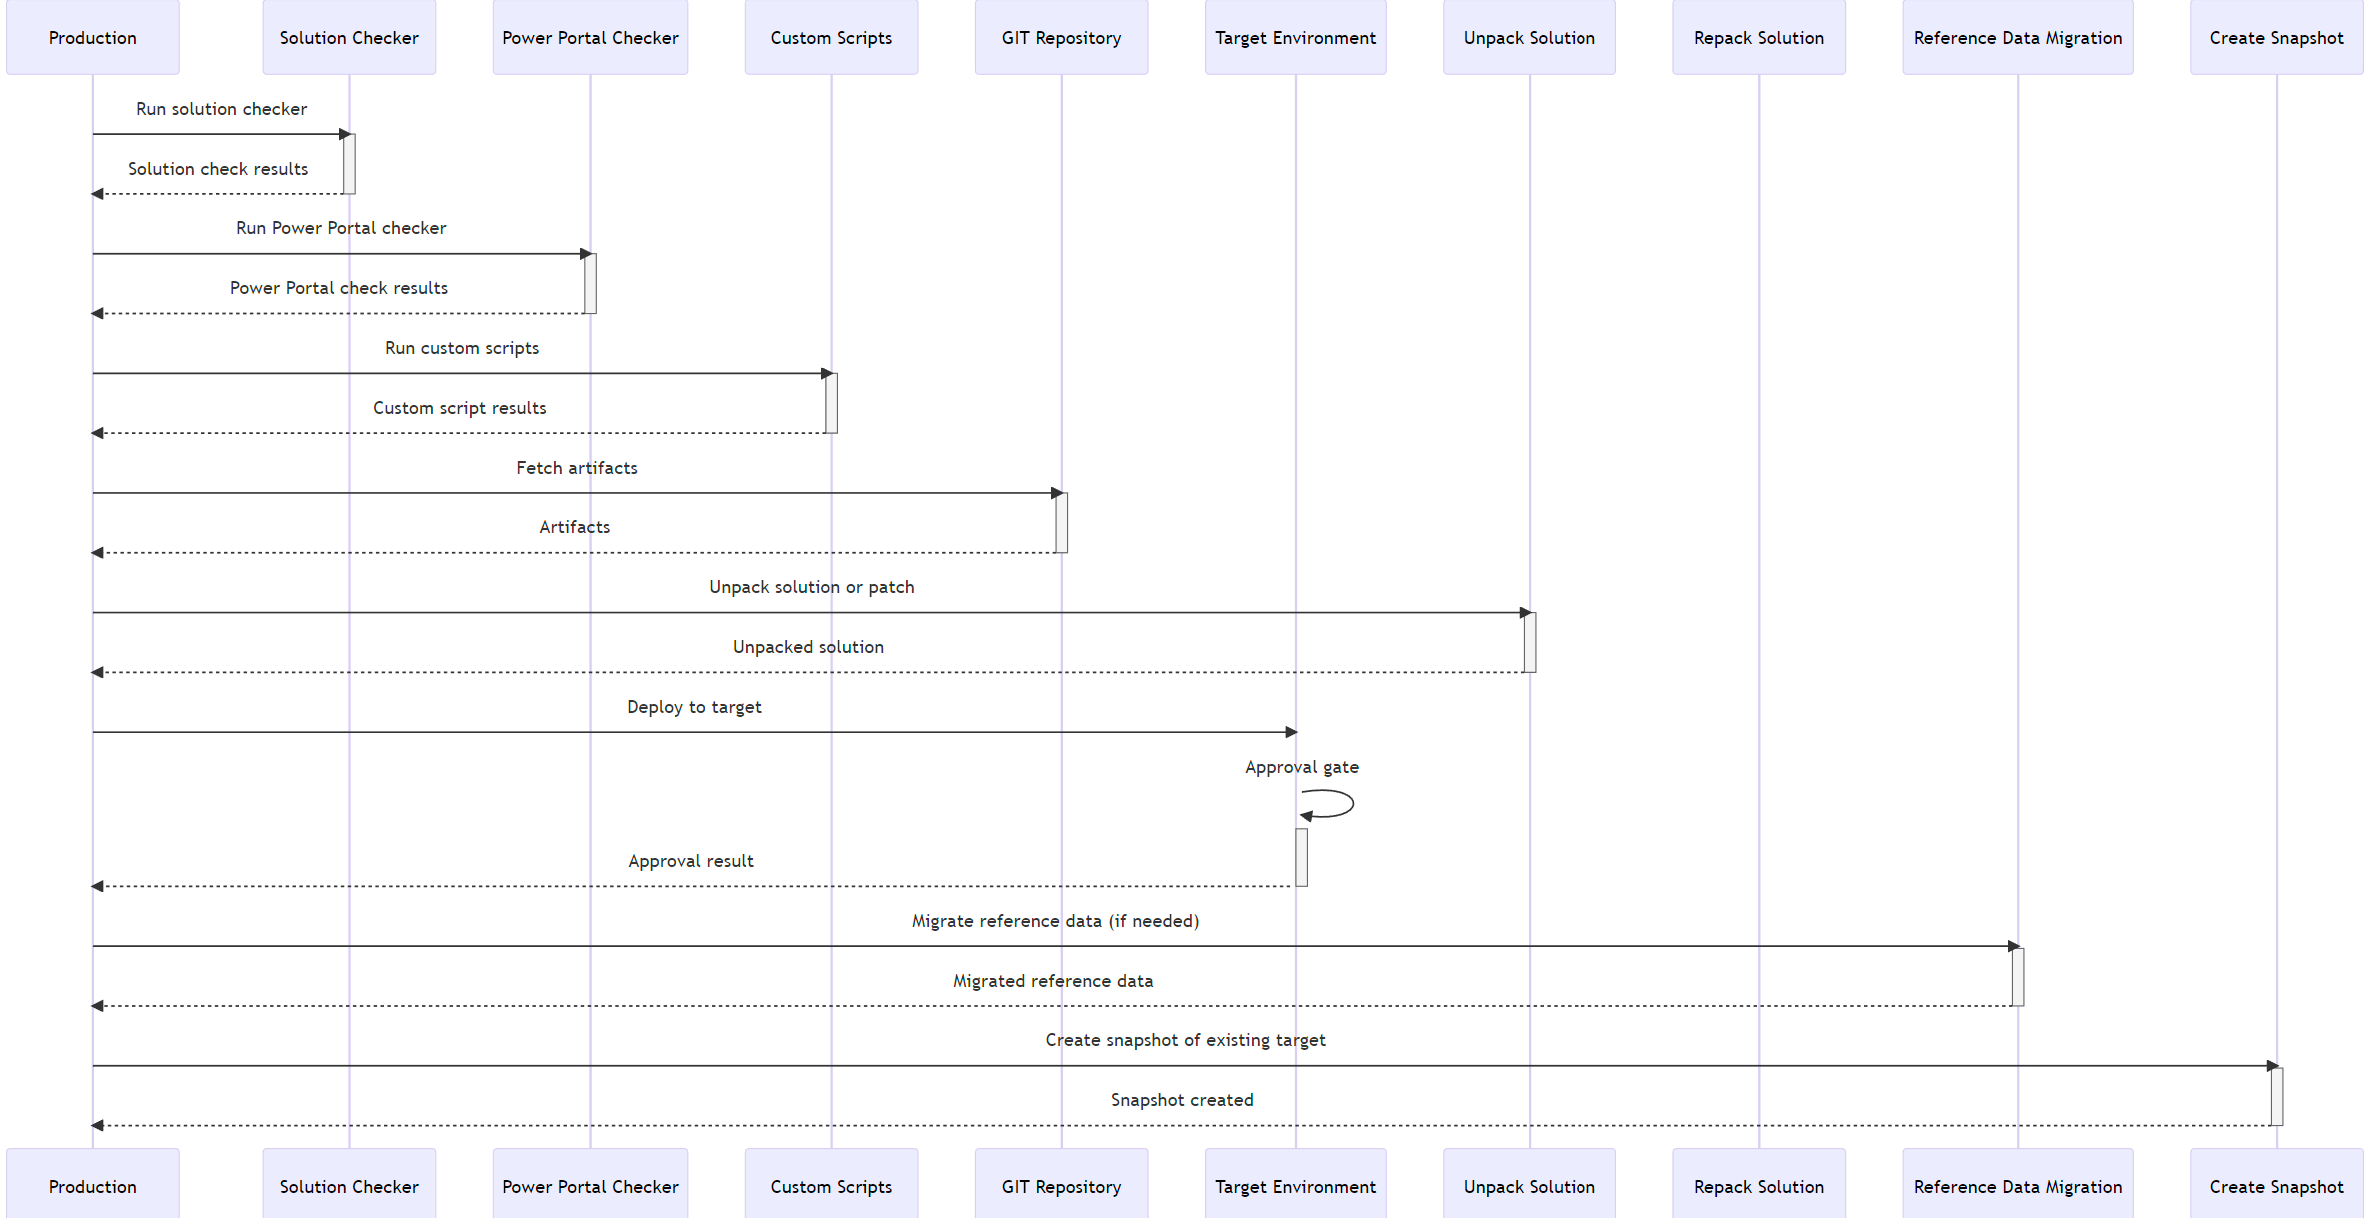 Production
Solution Checker
Power Portal Checker
Custom Scripts
GIT Repository
Target Environment
Unpack Solution
Repack Solution
Reference Data Migration
Create Snapshot
Run solution checker
Solution check results
Run Power Portal checker
Power Portal check results
Run custom scripts
Custom script results
Fetch artifacts
Artifacts
Unpack solution or patch
Unpacked solution
Deploy to target
Approval gate
Approval result
Migrate reference data (if needed)
Migrated reference data
Create snapshot of existing target
Snapshot created
Production
Solution Checker
Power Portal Checker
Custom Scripts
GIT Repository
Target Environment
Unpack Solution
Repack Solution
Reference Data Migration
Create Snapshot